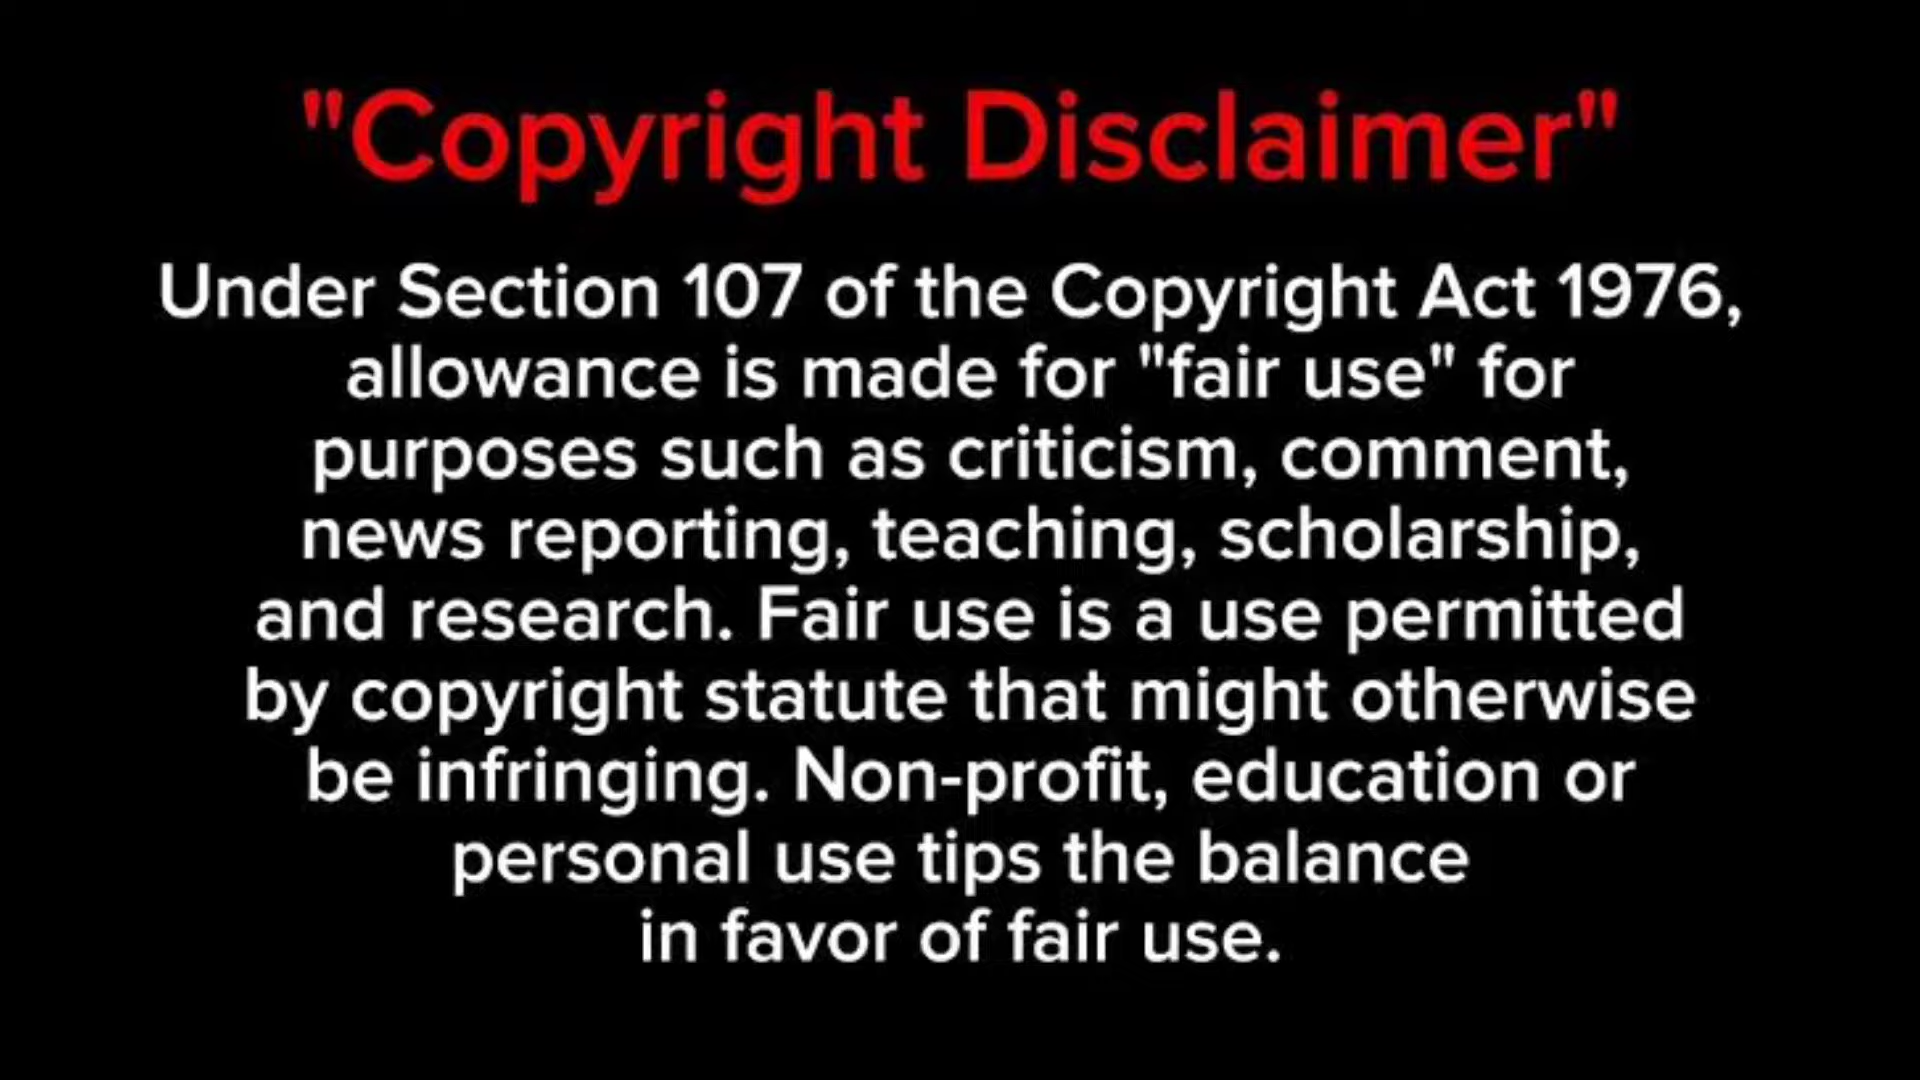 "Copyright Disclaimer"
Under Section 107 of the Copyright Act 1976,
allowance is made for "fair use" for
purposes such as criticism, comment,
news reporting, teaching, scholarship,
and research. Fair use is a use permitted
by copyright statute that might otherwise
be infringing. Non-profit, education or
personal use tips the balance
in favor of fair use.